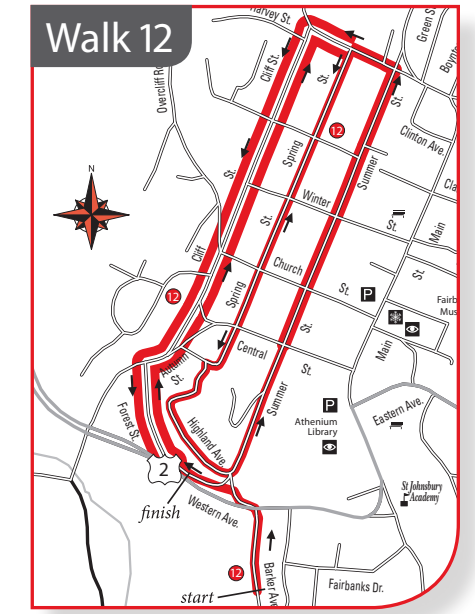 Walk 12
Harvey St.
Green S
Boynt
Overcliff Ro
Cliff St.
St.
St.
Clinton Ave.
12
Spring
Summer
Cla
Winter
St.
Main
N
St.
St.
Cliff
Church
St.
St.
P
12
Spring
St.
Fairb
Mus
Central
St.
Main
Autumn
St.
Summer
P
Athenium
Library
Eastern Ave.
Forest St.
Highland Ave.
2
St Johnsbury
Academy
finish
Western Ave.
12
Barker Ave
start
Fairbanks Dr.